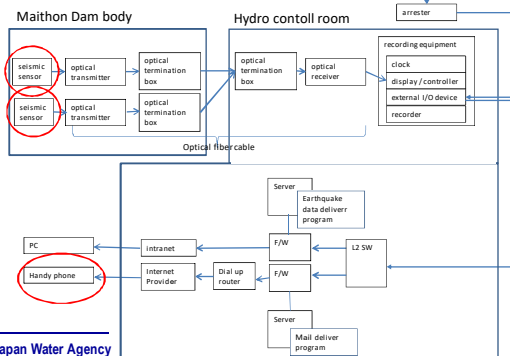 Maithon Dam body
Hydro contoll room
arrester
seismic
sensor
optical
transmitter
optical
termination
box
optical
termination
box
optical
receiver
recording equipment
clock
display / controller
external I/O device
recorder
seismic
sensor
optical
transmitter
optical
termination
box
Optical fiber cable
Server
Earthquake
data deliverr
program
PC
intranet
F/W
L2 SW
Handy phone
Internet
Provider
Dial up
router
F/W
Server
Mail deliver
program
apan Water Agency